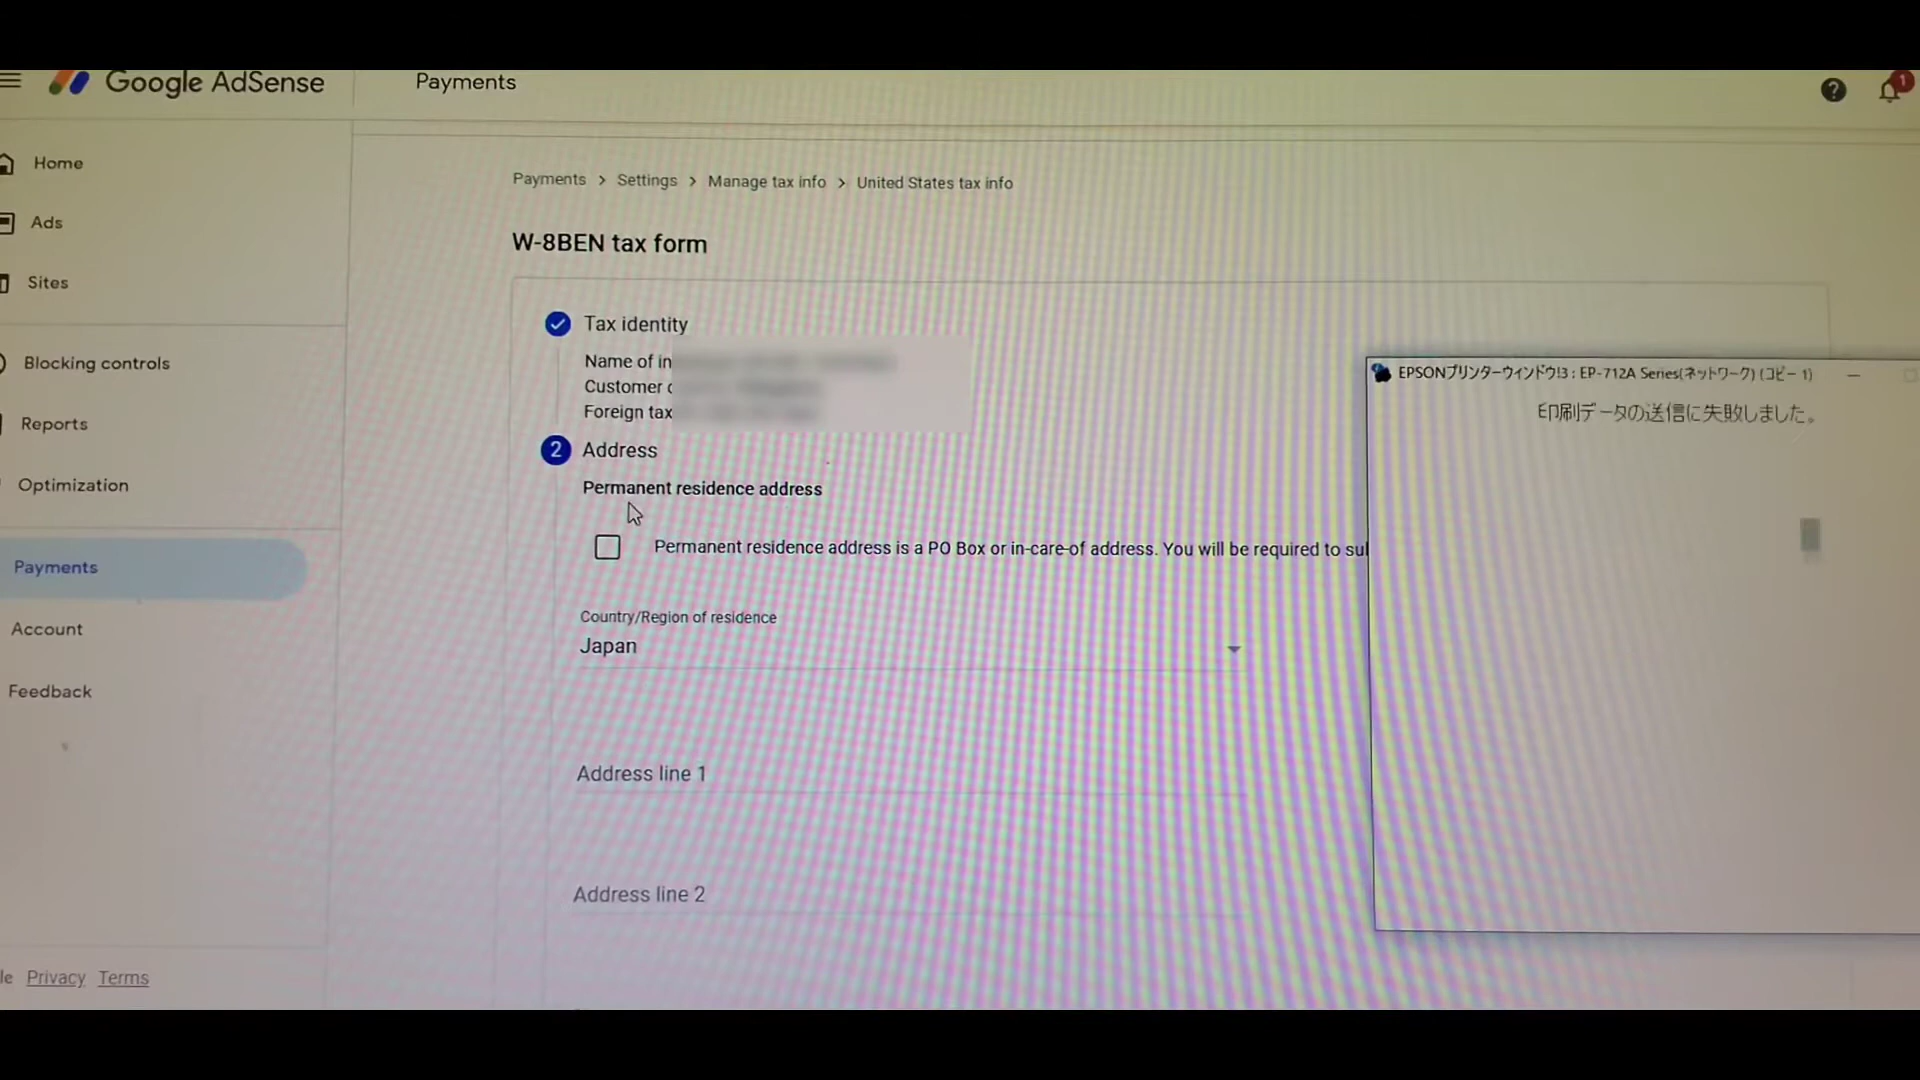 Google AdSense
Payments
1
Home
Ads
Sites
Blocking controls
Reports
Optimization
Payments
Account
Feedback
Privacy Terms
Payments > Settings > Manage tax info > United States tax info
W-8BEN tax form
Tax identity
Name of in
Customer
Foreign tax
2 Address
Permanent residence address
Permanent residence address is a PO Box or in-care-of address. You will be required to su
Country/Region of residence
Japan
Address line 1
Address line 2
EPSONプリンターウィンドウ!3 : EP-712A Series(ネットワーク) (コピー 1)
印刷データの送信に失敗しました。